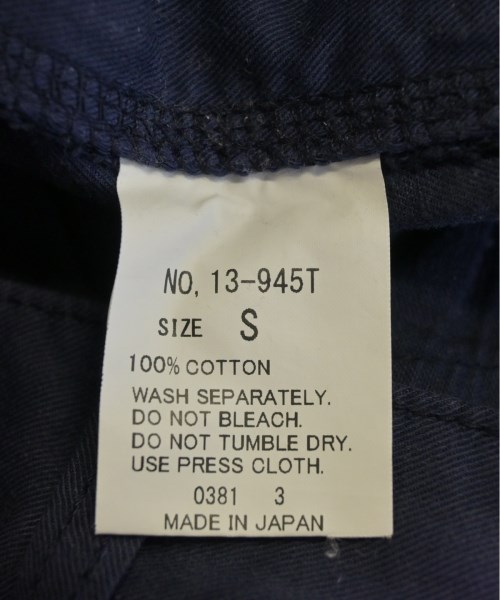 NO, 13-945T
SIZE S
100% COTTON
WASH SEPARATELY.
DO NOT BLEACH.
DO NOT TUMBLE DRY.
USE PRESS CLOTH.
0381 3
MADE IN JAPAN